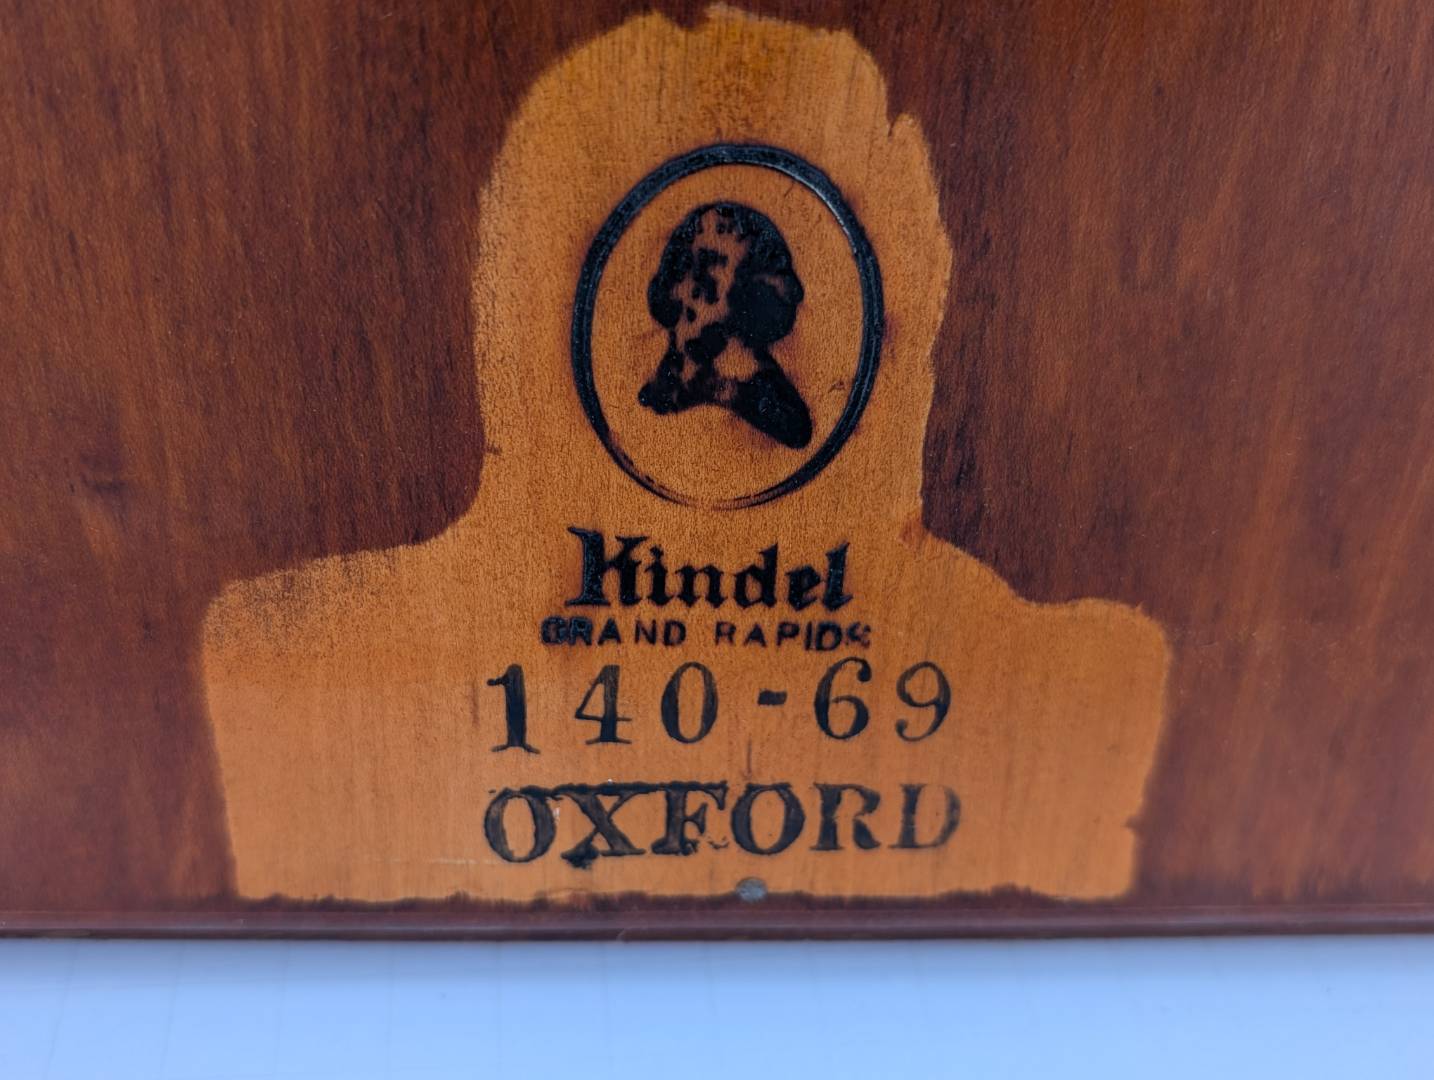 Kindel
GRAND RAPIDS
140-69
OXFORD